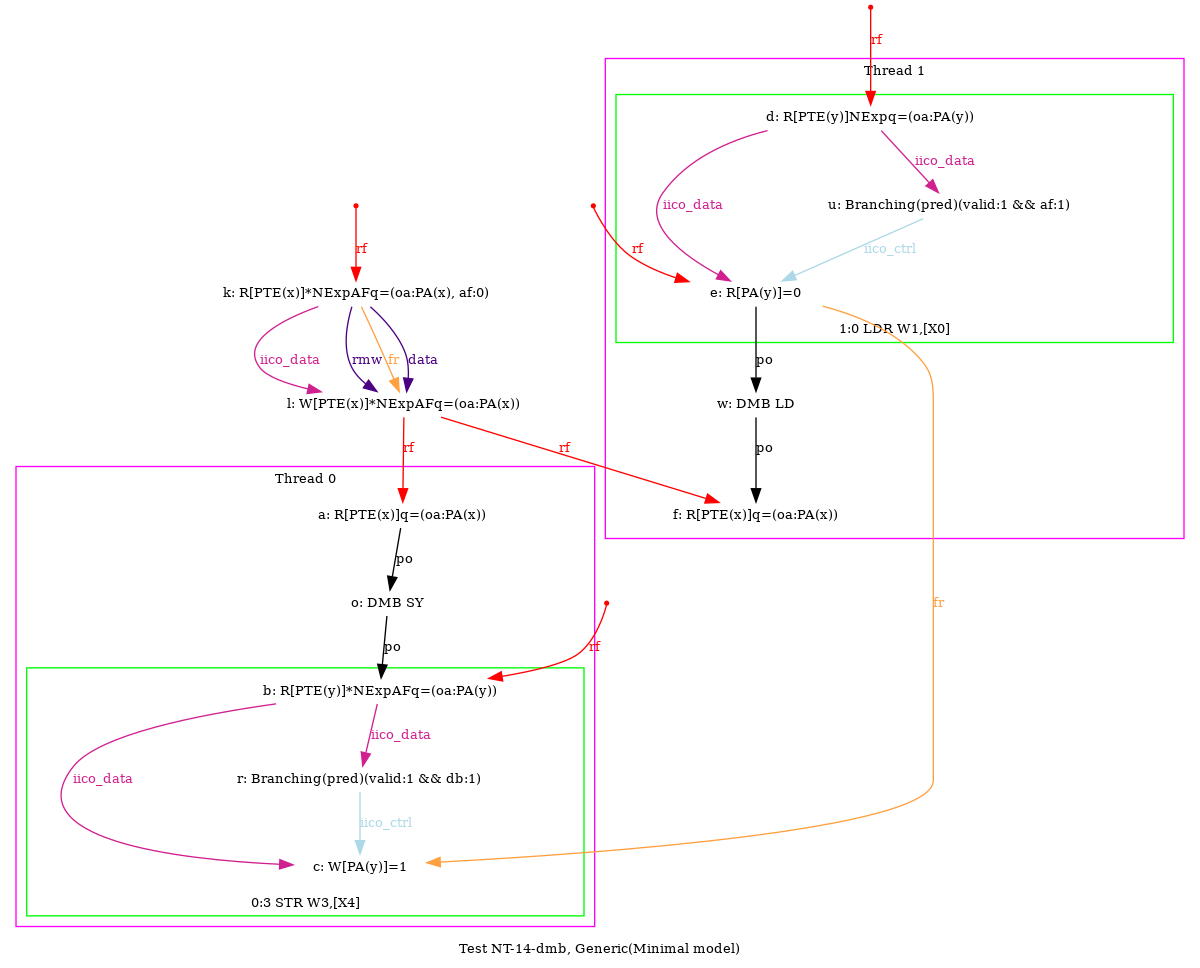 rf
Thread 1
d: R[PTE(y)]NExpq=(oa:PA(y))
iico_data
iico_data
u: Branching(pred)(valid:1 && af:1)
rf
rf
iico_ctrl
k: R[PTE(x)]*NExpAFq=(oa:PA(x), af:0)
e: R[PA(y)]=0
1:0 LDR W1,[X0]
iico_data
rmw
fr
data
po
l: W[PTE(x)]*NExpAFq=(oa:PA(x))
w: DMB LD
rf
rf
po
Thread 0
a: R[PTE(x)]q=(oa:PA(x))
f: R[PTE(x)]q=(oa:PA(x))
po
o: DMB SY
fr
po
rf
b: R[PTE(y)]*NExpAFq=(oa:PA(y))
iico_data
iico_data
r: Branching(pred)(valid:1 && db:1)
iico_ctrl
c: W[PA(y)]=1
0:3 STR W3,[X4]
Test NT-14-dmb, Generic(Minimal model)